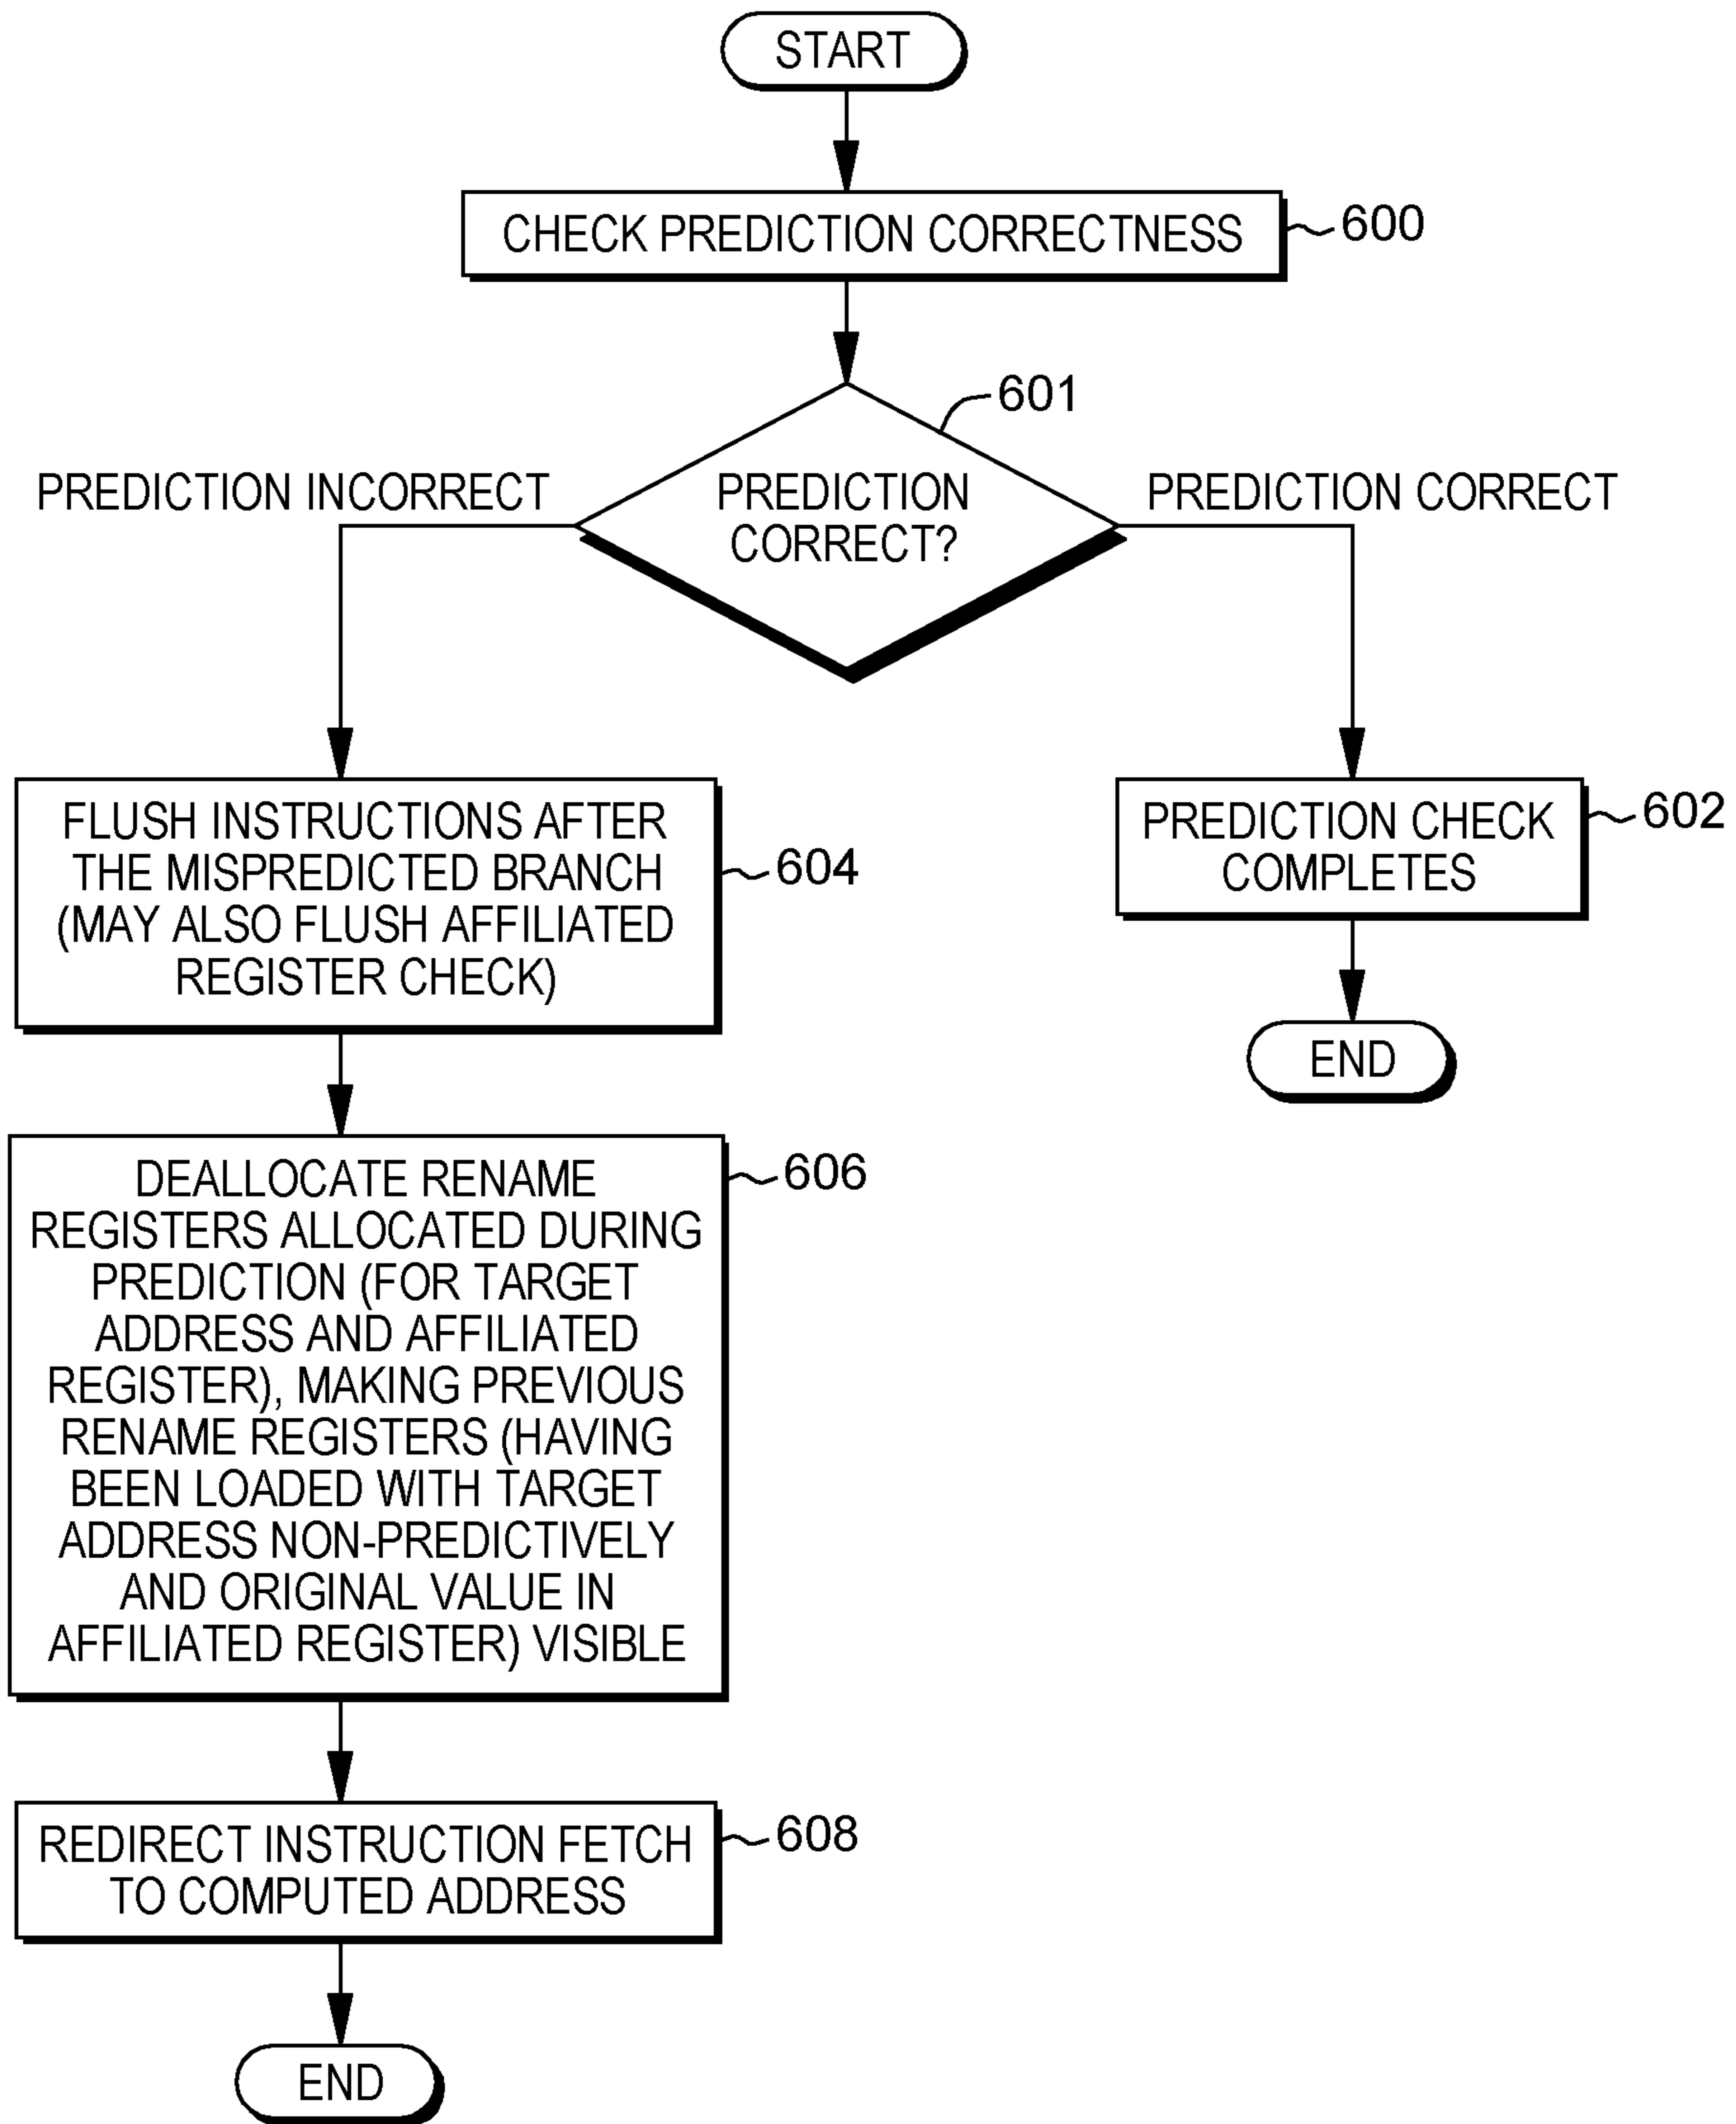 START
CHECK PREDICTION CORRECTNESS
600
601
PREDICTION INCORRECT
PREDICTION
CORRECT?
PREDICTION CORRECT
FLUSH INSTRUCTIONS AFTER
THE MISPREDICTED BRANCH
(MAY ALSO FLUSH AFFILIATED
REGISTER CHECK)
604
PREDICTION CHECK
COMPLETES
602
END
DEALLOCATE RENAME
REGISTERS ALLOCATED DURING
PREDICTION (FOR TARGET
ADDRESS AND AFFILIATED
REGISTER), MAKING PREVIOUS
RENAME REGISTERS (HAVING
BEEN LOADED WITH TARGET
ADDRESS NON-PREDICTIVELY
AND ORIGINAL VALUE IN
AFFILIATED REGISTER) VISIBLE
606
REDIRECT INSTRUCTION FETCH
TO COMPUTED ADDRESS
608
END